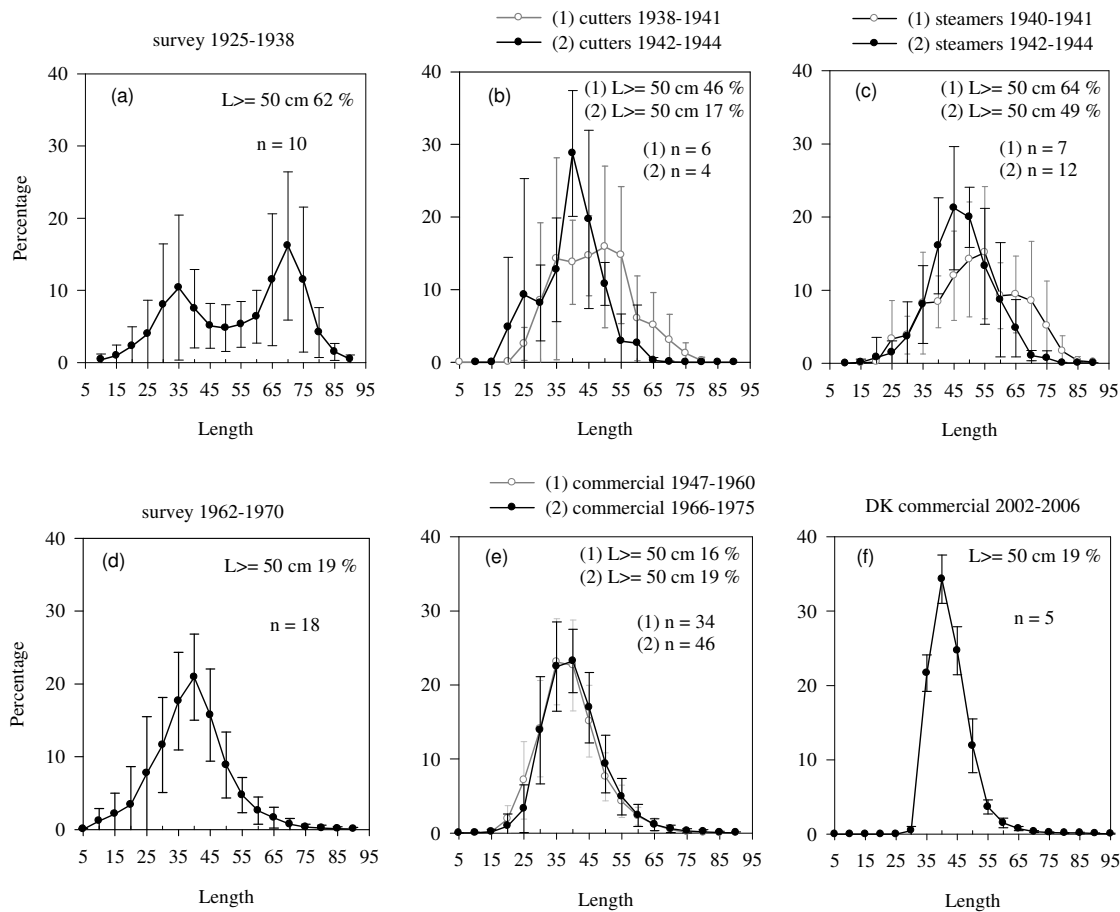 survey 1925-1938
(a)
L>= 50 cm 62 %
n = 10
40
30
20
10
0
Percentage
5 15 25 35 45 55 65 75 85 95
Length
(1) cutters 1938-1941
(2) cutters 1942-1944
(b)
(1) L>= 50 cm 46 %
(2) L>= 50 cm 17 %
(1) n = 6
(2) n = 4
40
30
20
10
0
5 15 25 35 45 55 65 75 85 95
Length
(1) steamers 1940-1941
(2) steamers 1942-1944
(c)
(1) L>= 50 cm 64 %
(2) L>= 50 cm 49 %
(1) n = 7
(2) n = 12
40
30
20
10
0
5 15 25 35 45 55 65 75 85 95
Length
survey 1962-1970
(d)
L>= 50 cm 19 %
n = 18
40
30
20
10
0
Percentage
5 15 25 35 45 55 65 75 85 95
Length
(1) commercial 1947-1960
(2) commercial 1966-1975
(e)
(1) L>= 50 cm 16 %
(2) L>= 50 cm 19 %
(1) n = 34
(2) n = 46
40
30
20
10
0
5 15 25 35 45 55 65 75 85 95
Length
DK commercial 2002-2006
(f)
L>= 50 cm 19 %
n = 5
40
30
20
10
0
5 15 25 35 45 55 65 75 85 95
Length